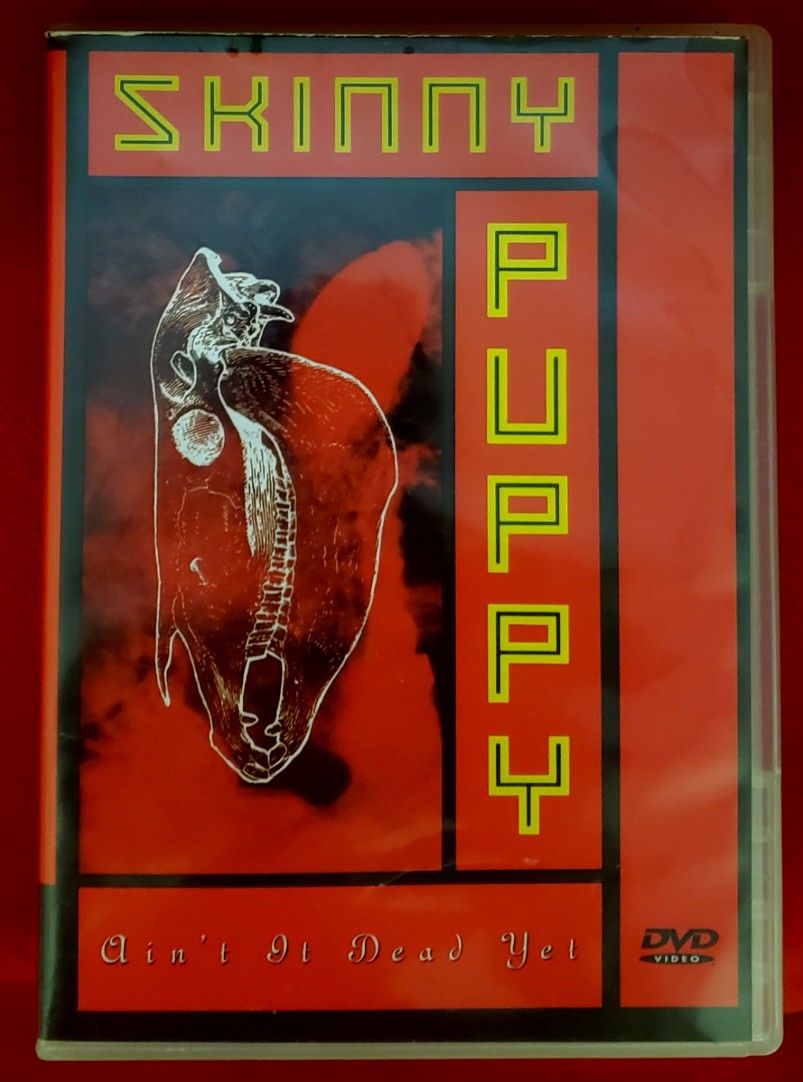 SKINNY
PUPPY
Ain't It Dead Yet
DVD
VIDEO